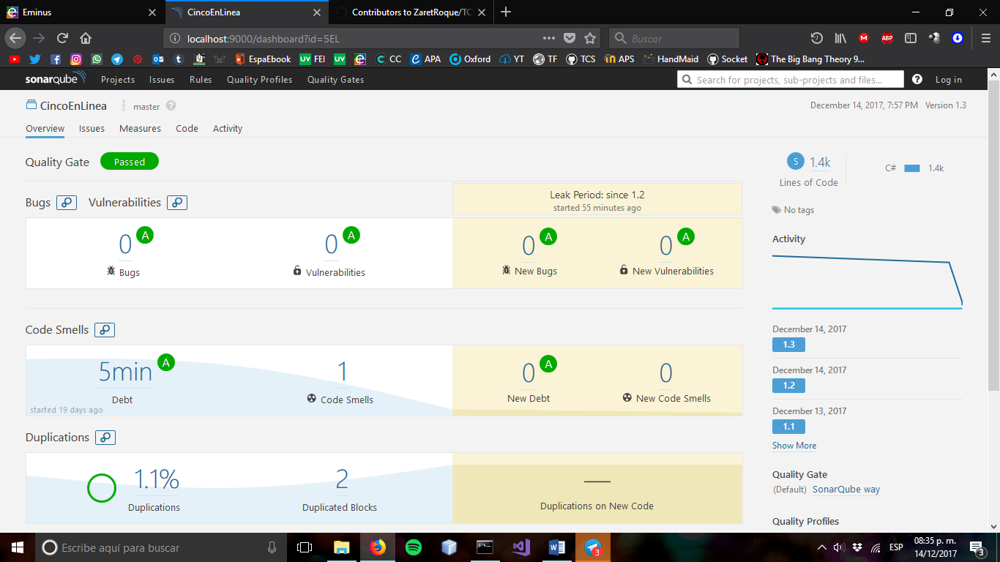 Eminus
CincoEnLinea
Contributors to ZaretRoque/TC
localhost:9000/dashboard?id=5EL
Buscar
EspaEbook
UV FEI
UV
CC
APA
Oxford
YT
TF
TCS
APS
HandMaid
Socket
The Big Bang Theory 9...
sonarqube
Projects
Issues
Rules
Quality Profiles
Quality Gates
Search for projects, sub-projects and files...
Log in
CincoEnLinea
master
December 14, 2017, 7:57 PM Version 1.3
Overview
Issues
Measures
Code
Activity
Quality Gate
Passed
Bugs
Vulnerabilities
Leak Period: since 1.2
started 55 minutes ago
0 A
Bugs
0 A
Vulnerabilities
0 A
New Bugs
0 A
New Vulnerabilities
Code Smells
5min A
Debt
started 19 days ago
1
Code Smells
0 A
New Debt
0
New Code Smells
Duplications
1.1%
Duplications
2
Duplicated Blocks
—
Duplications on New Code
S 1.4k
Lines of Code
C# 1.4k
No tags
Activity
December 14, 2017
1.3
December 14, 2017
1.2
December 13, 2017
1.1
Show More
Quality Gate
(Default) SonarQube way
Quality Profiles
Escribe aquí para buscar
3
ESP
08:35 p. m.
14/12/2017
3